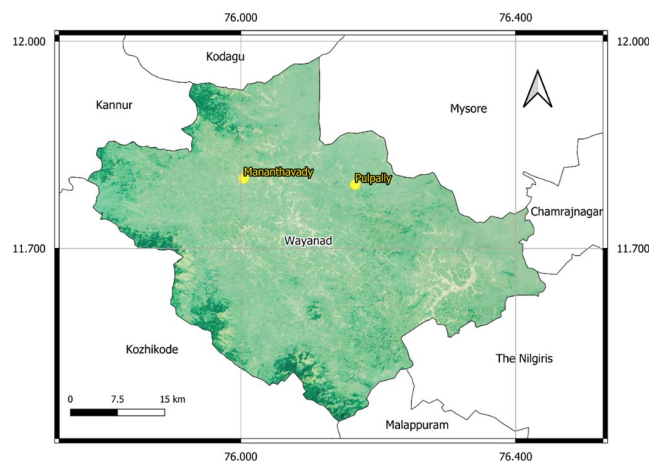 76.000 76.400
12.000 12.000
Kodagu
Kannur
Mysore
Mananthavady
Pulpally
Chamrajnagar
Wayanad
11.700 11.700
Kozhikode
The Nilgiris
0 7.5 15 km
Malappuram
76.000 76.400